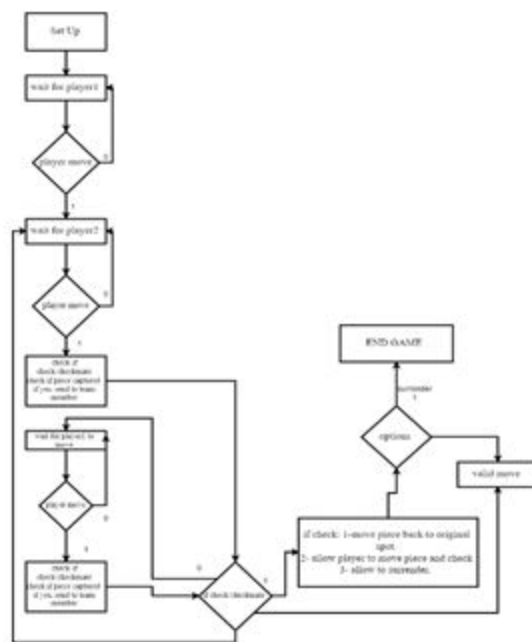 Set Up
wait for player1
player move
0
1
wait for player2
player move
0
1
check if
check checkmate
check if piece captured
if yes, send to team
member
wait for player1 to
move
player move
0
check if
check checkmate
check if piece captured
if yes, send to team
member
0
if check/checkmate
if check: 1-move piece back to original
spot.
2- allow player to move piece and check
3- allow to surrender.
options
surrender
1
END GAME
valid move